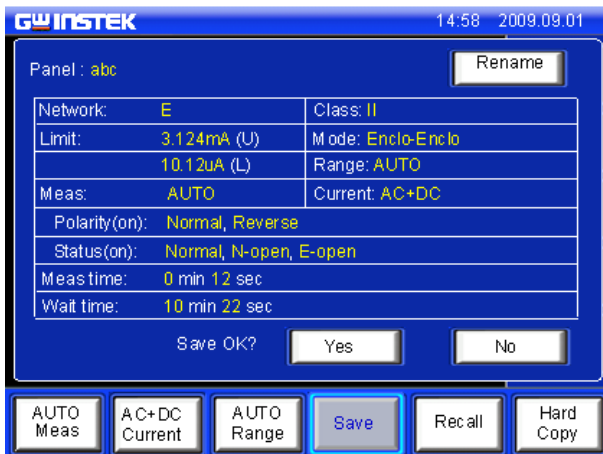 GWINSTEK 14:58 2009.09.01
Panel : abc Rename
Network: E Class: II
Limit: 3.124mA (U) Mode: Enclo-Enclo
10.12uA (L) Range: AUTO
Meas: AUTO Current: AC+DC
Polarity(on): Normal, Reverse
Status(on): Normal, N-open, E-open
Meas time: 0 min 12 sec
Wait time: 10 min 22 sec
Save OK? Yes No
AUTO
Meas
AC+DC
Current
AUTO
Range
Save
Recall
Hard
Copy